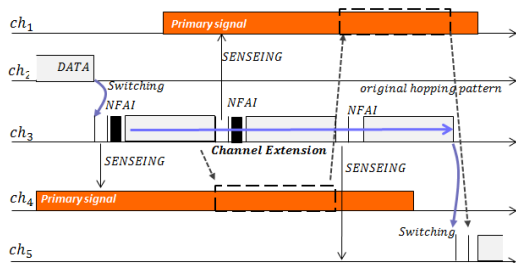 ch1
Primary signal
SENSEING
ch2
DATA
Switching
original hopping pattern
NFAI
NFAI
NFAI
ch3
Channel Extension
SENSEING
SENSEING
ch4
Primary signal
Switching
ch5